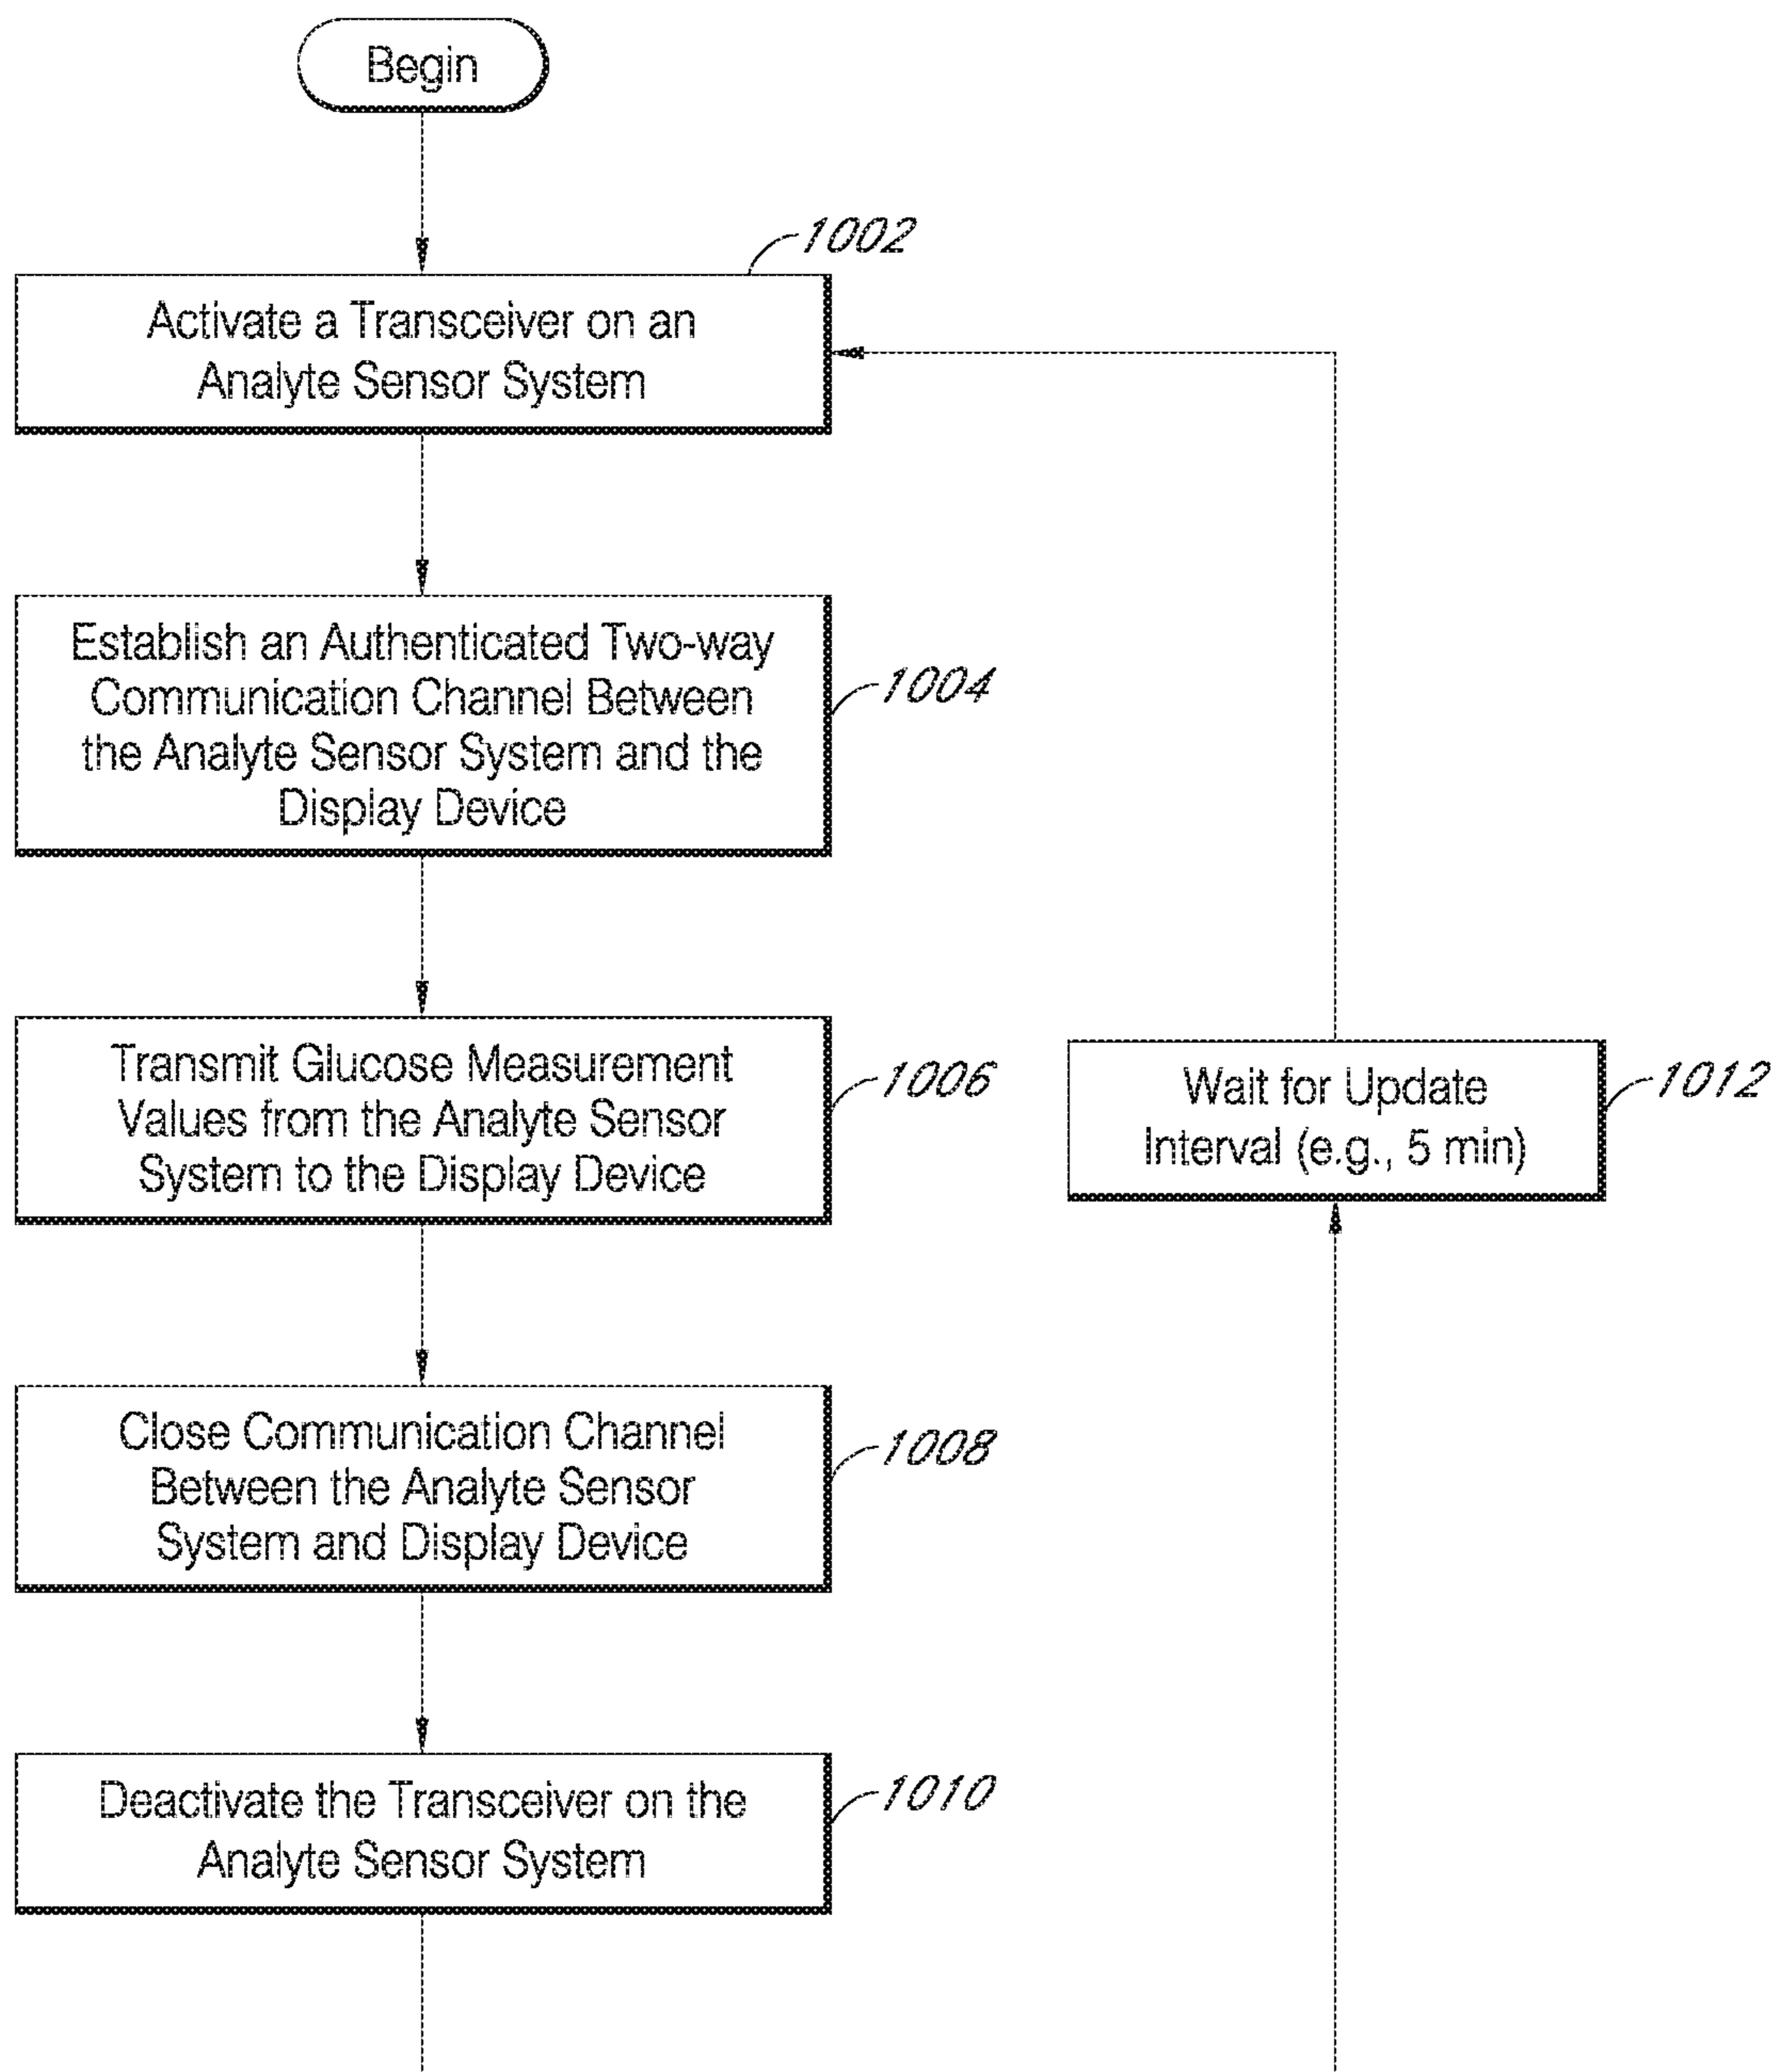 Begin
1002
Activate a Transceiver on an
Analyte Sensor System
Establish an Authenticated Two-way
Communication Channel Between
the Analyte Sensor System and the
Display Device
1004
Transmit Glucose Measurement
Values from the Analyte Sensor
System to the Display Device
1006
Wait for Update
Interval (e.g., 5 min)
1012
Close Communication Channel
Between the Analyte Sensor
System and Display Device
1008
Deactivate the Transceiver on the
Analyte Sensor System
1010